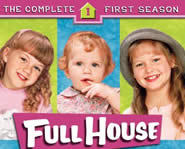 THE COMPLETE 1 FIRST SEASON
FULL HOUSE